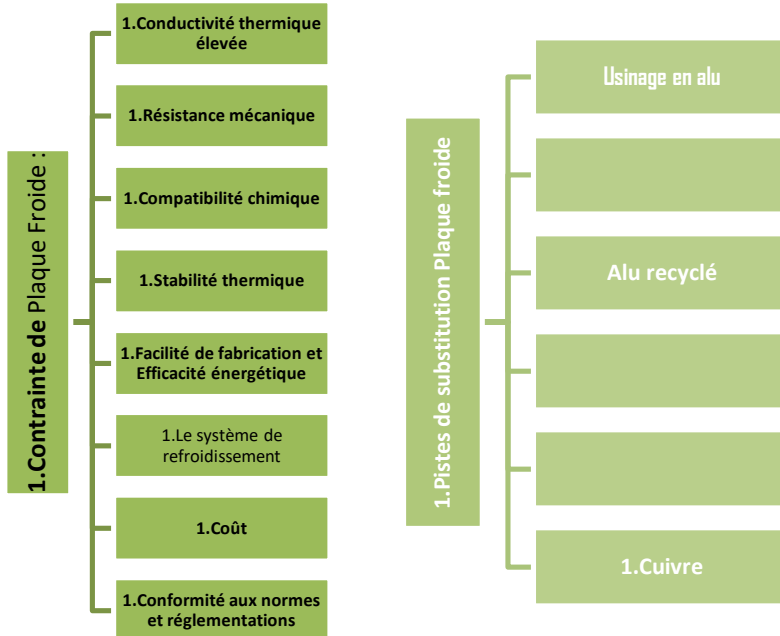 1.Contrainte de Plaque Froide :
1.Conductivité thermique
élevée
1.Résistance mécanique
1.Compatibilité chimique
1.Stabilité thermique
1.Facilité de fabrication et
Efficacité énergétique
1.Le système de
refroidissement
1.Coût
1.Conformité aux normes
et réglementations
1.Pistes de substitution Plaque froide
Usinage en alu
Alu recyclé
1.Cuivre